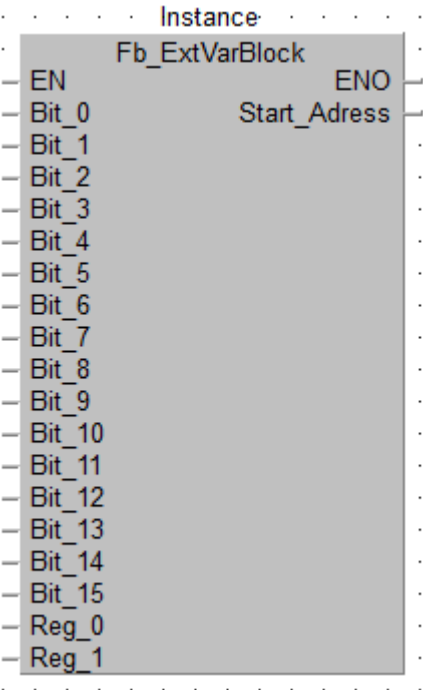 Instance
Fb_ExtVarBlock
EN ENO
Bit_0 Start_Adress
Bit_1
Bit_2
Bit_3
Bit_4
Bit_5
Bit_6
Bit_7
Bit_8
Bit_9
Bit_10
Bit_11
Bit_12
Bit_13
Bit_14
Bit_15
Reg_0
Reg_1